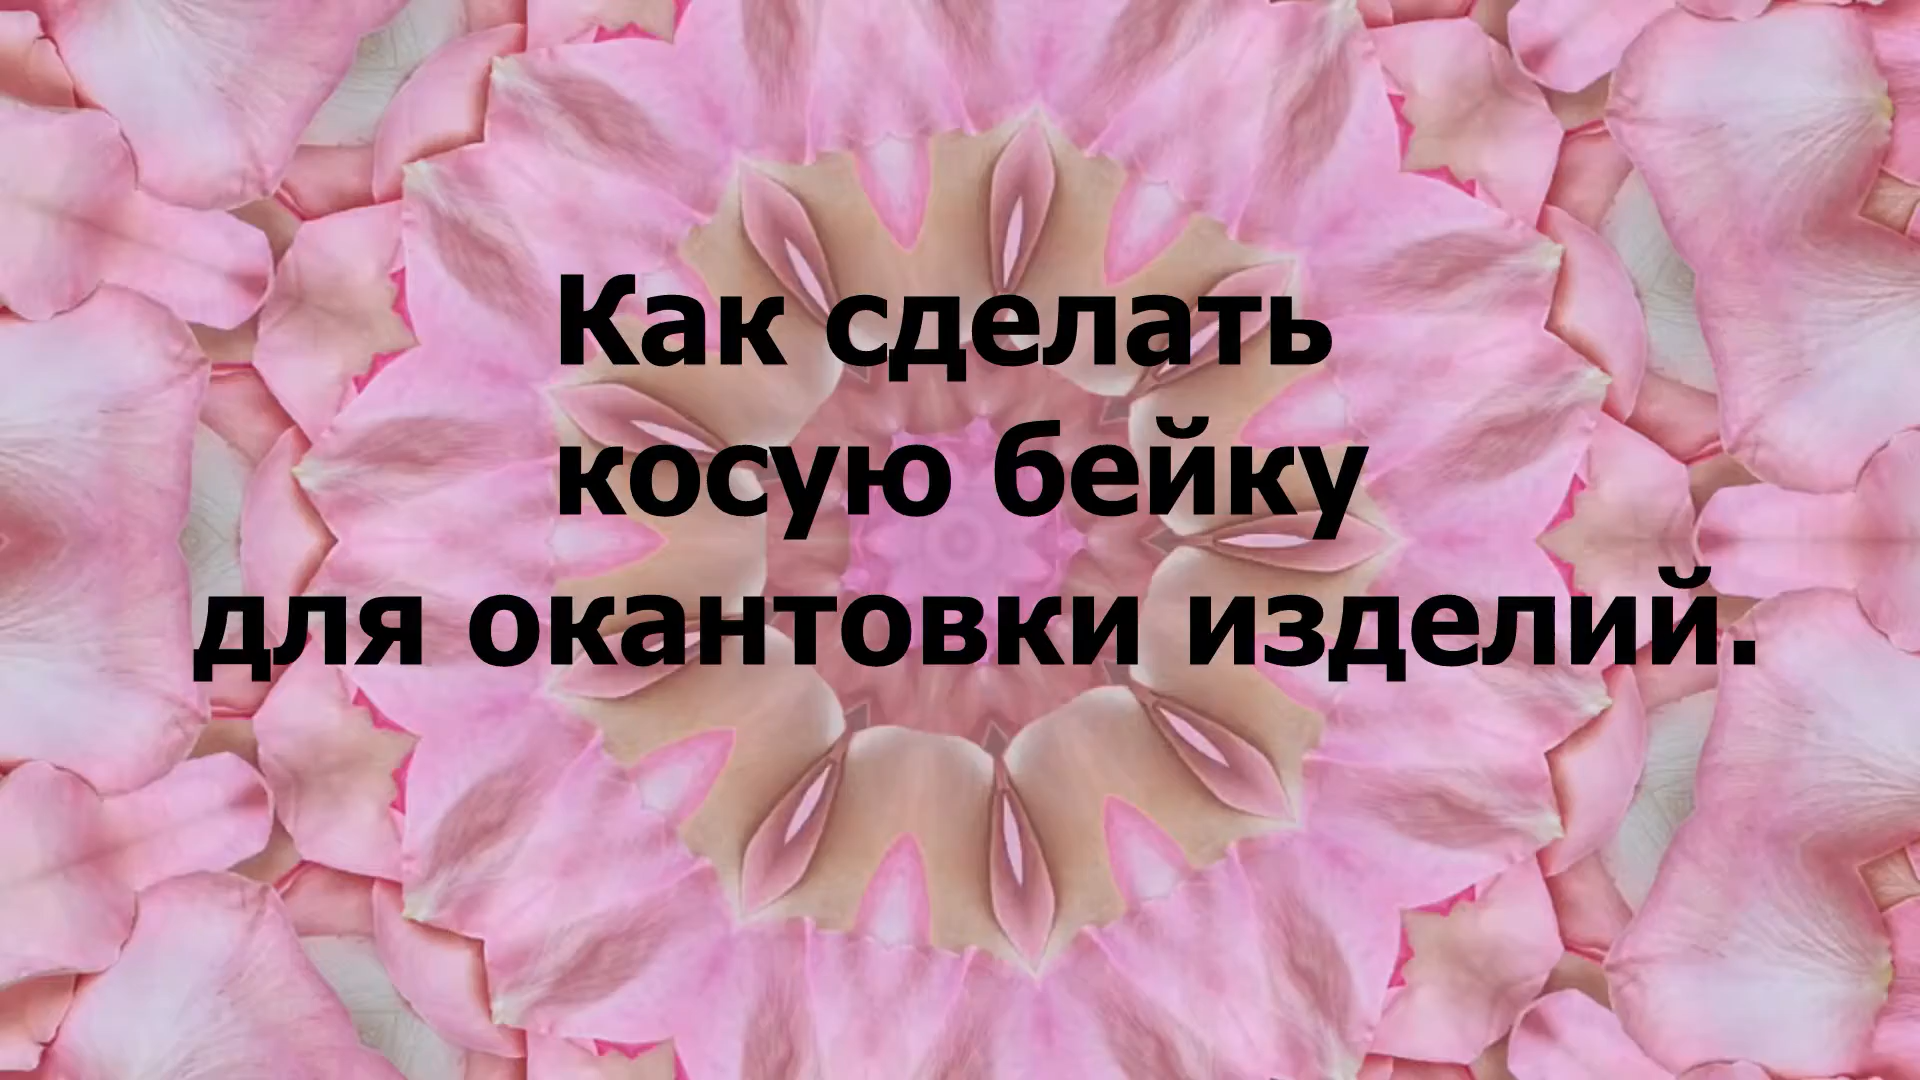 Как сделать
косую бейку
для окантовки изделий.